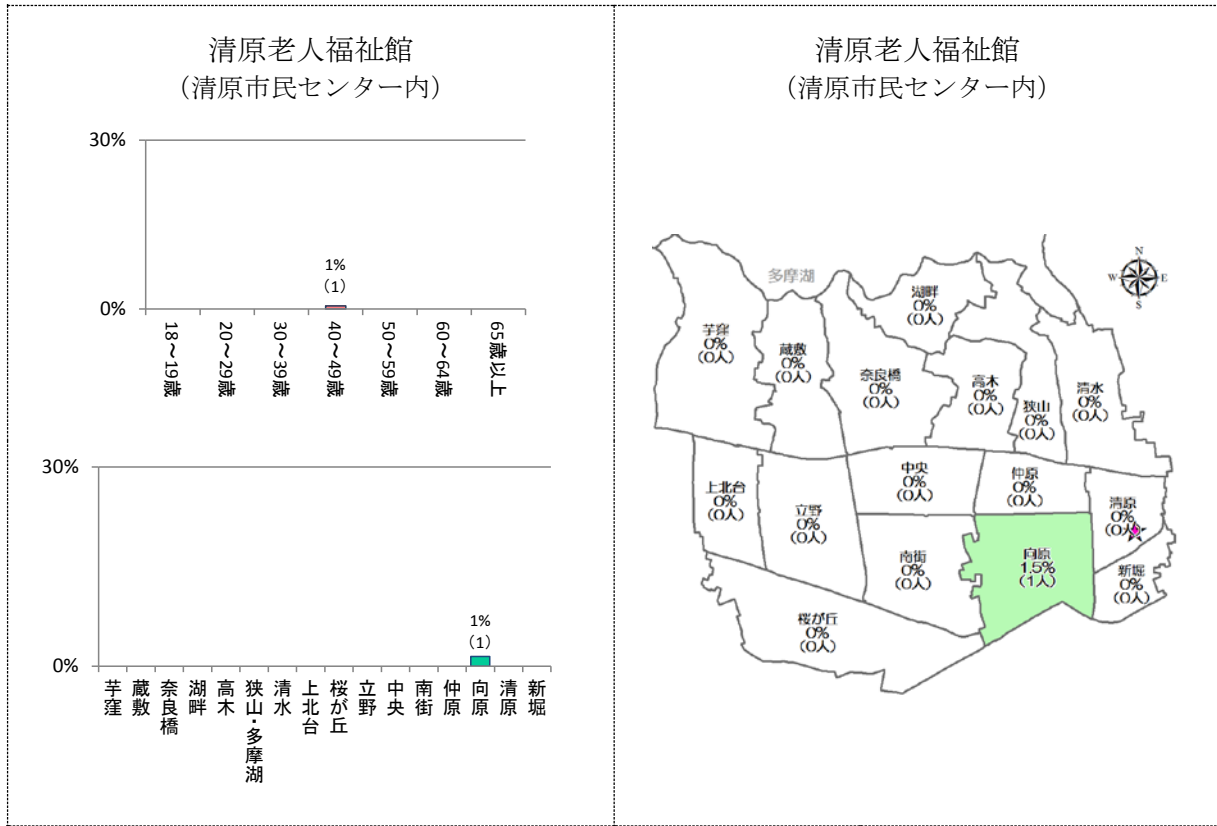 清原老人福祉館
（清原市民センター内）
30%
1%
(1)
0%
18～19歳
20～29歳
30～39歳
40～49歳
50～59歳
60～64歳
65歳以上
30%
1%
(1)
0%
芋窪
蔵敷
奈良橋
湖畔
高木
狭山・多摩湖
清水
上北台
桜が丘
立野
中央
南街
仲原
向原
清原
新堀
清原老人福祉館
（清原市民センター内）
多摩湖
N
W
E
S
湖畔
0%
(0人)
芋窪
0%
(0人)
蔵敷
0%
(0人)
奈良橋
0%
(0人)
高木
0%
(0人)
狭山
0%
(0人)
清水
0%
(0人)
上北台
0%
(0人)
立野
0%
(0人)
中央
0%
(0人)
仲原
0%
(0人)
清原
0%
(0人)
南街
0%
(0人)
向原
1.5%
(1人)
新堀
0%
(0人)
桜が丘
0%
(0人)